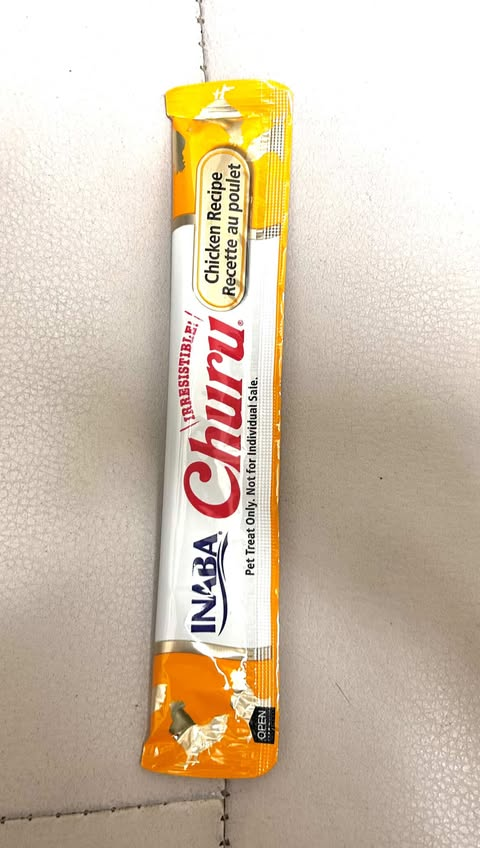 INABA®
IRRESISTIBLE!
Churu®
Chicken Recipe
Recette au poulet
Pet Treat Only. Not for Individual Sale.
OPEN